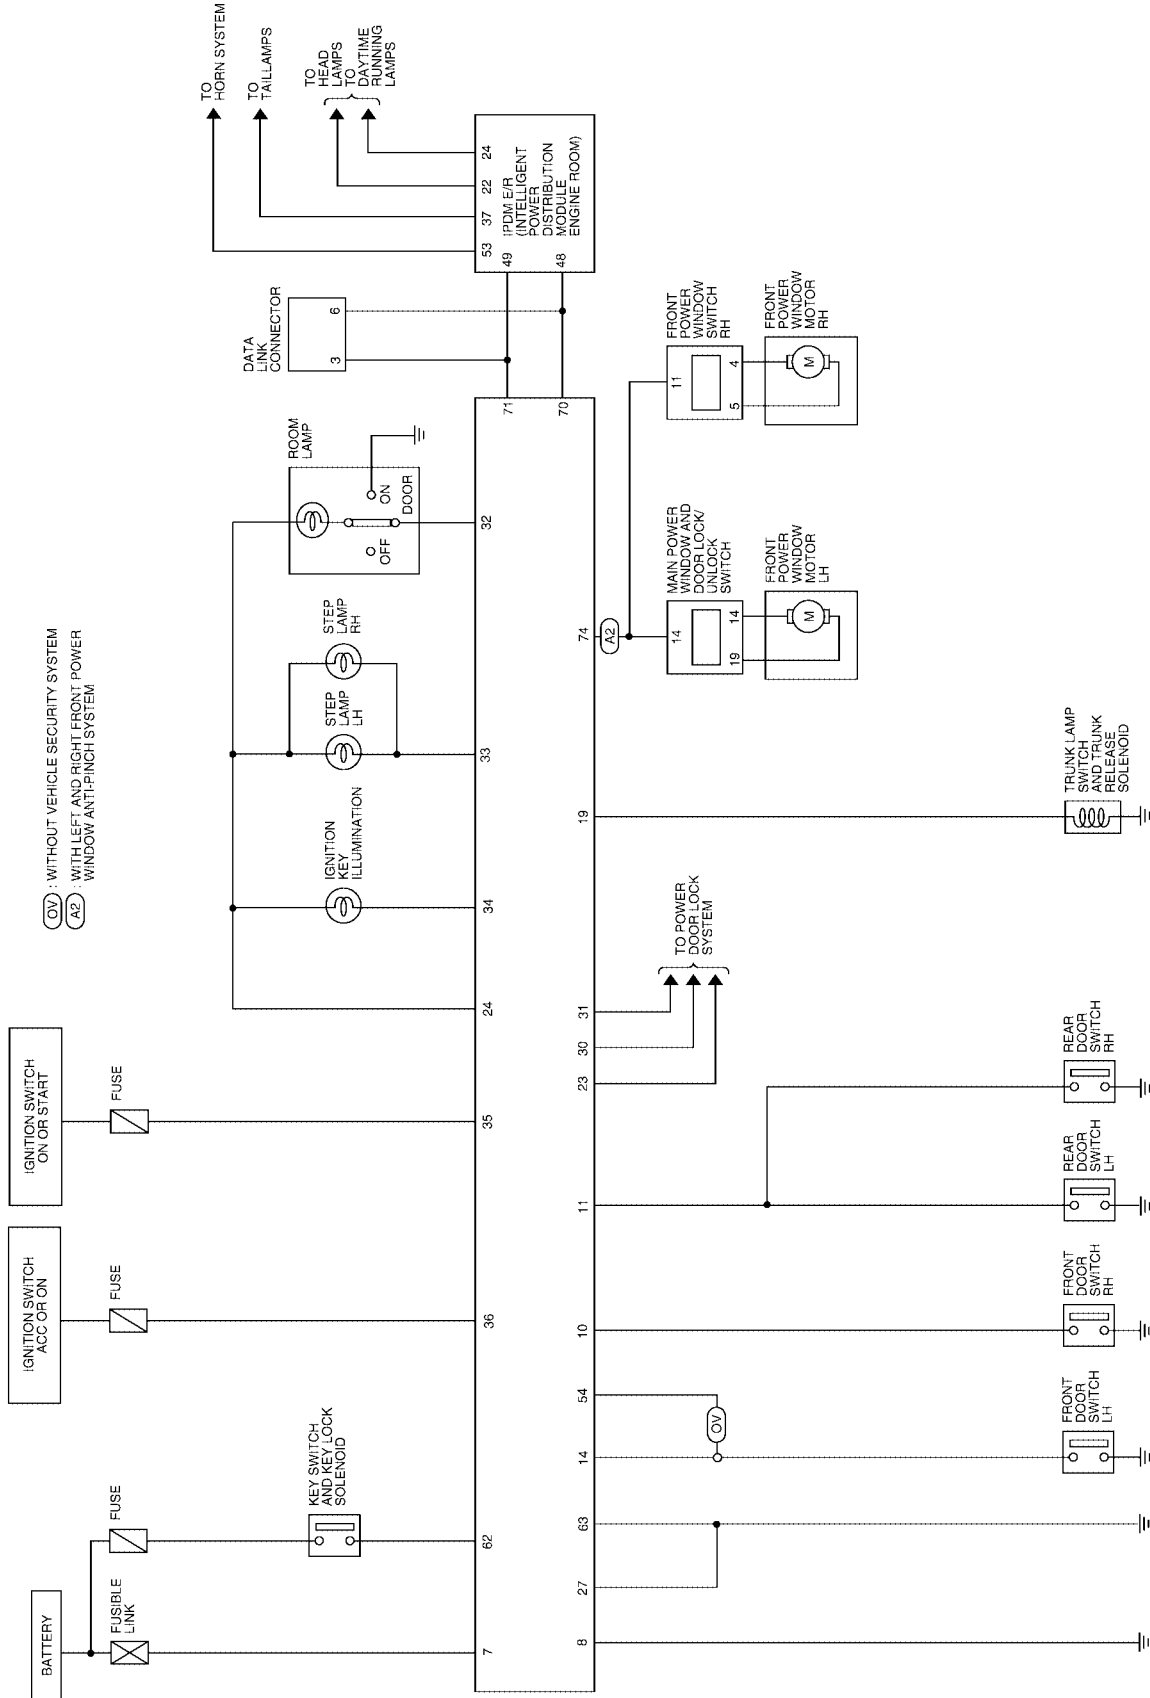 BATTERY
FUSIBLE
LINK
FUSE
IGNITION SWITCH
ACC OR ON
FUSE
IGNITION SWITCH
ON OR START
FUSE
OV : WITHOUT VEHICLE SECURITY SYSTEM
A2 : WITH LEFT AND RIGHT FRONT POWER
WINDOW ANTI-PINCH SYSTEM
TO
HORN SYSTEM
TO
TAILLAMPS
TO
HEAD
LAMPS
TO
DAYTIME
RUNNING
LAMPS
KEY SWITCH
AND KEY LOCK
SOLENOID
IGNITION
KEY
ILLUMINATION
STEP
LAMP
LH
STEP
LAMP
RH
ROOM
LAMP
OFF
ON
DOOR
DATA
LINK
CONNECTOR
3
6
7
62
36
35
24
34
33
32
71
70
49
48
53
37
22
24
IPDM E/R
(INTELLIGENT
POWER
DISTRIBUTION
MODULE
ENGINE ROOM)
8
27
63
14
54
10
11
23
30
31
19
74
OV
A2
TO POWER
DOOR LOCK
SYSTEM
MAIN POWER
WINDOW AND
DOOR LOCK/
UNLOCK
SWITCH
14
19
14
FRONT
POWER
WINDOW
MOTOR
LH
M
FRONT
POWER
WINDOW
SWITCH
RH
11
5
4
FRONT
POWER
WINDOW
MOTOR
RH
M
FRONT
DOOR
SWITCH
LH
FRONT
DOOR
SWITCH
RH
REAR
DOOR
SWITCH
LH
REAR
DOOR
SWITCH
RH
TRUNK LAMP
SWITCH
AND TRUNK
RELEASE
SOLENOID